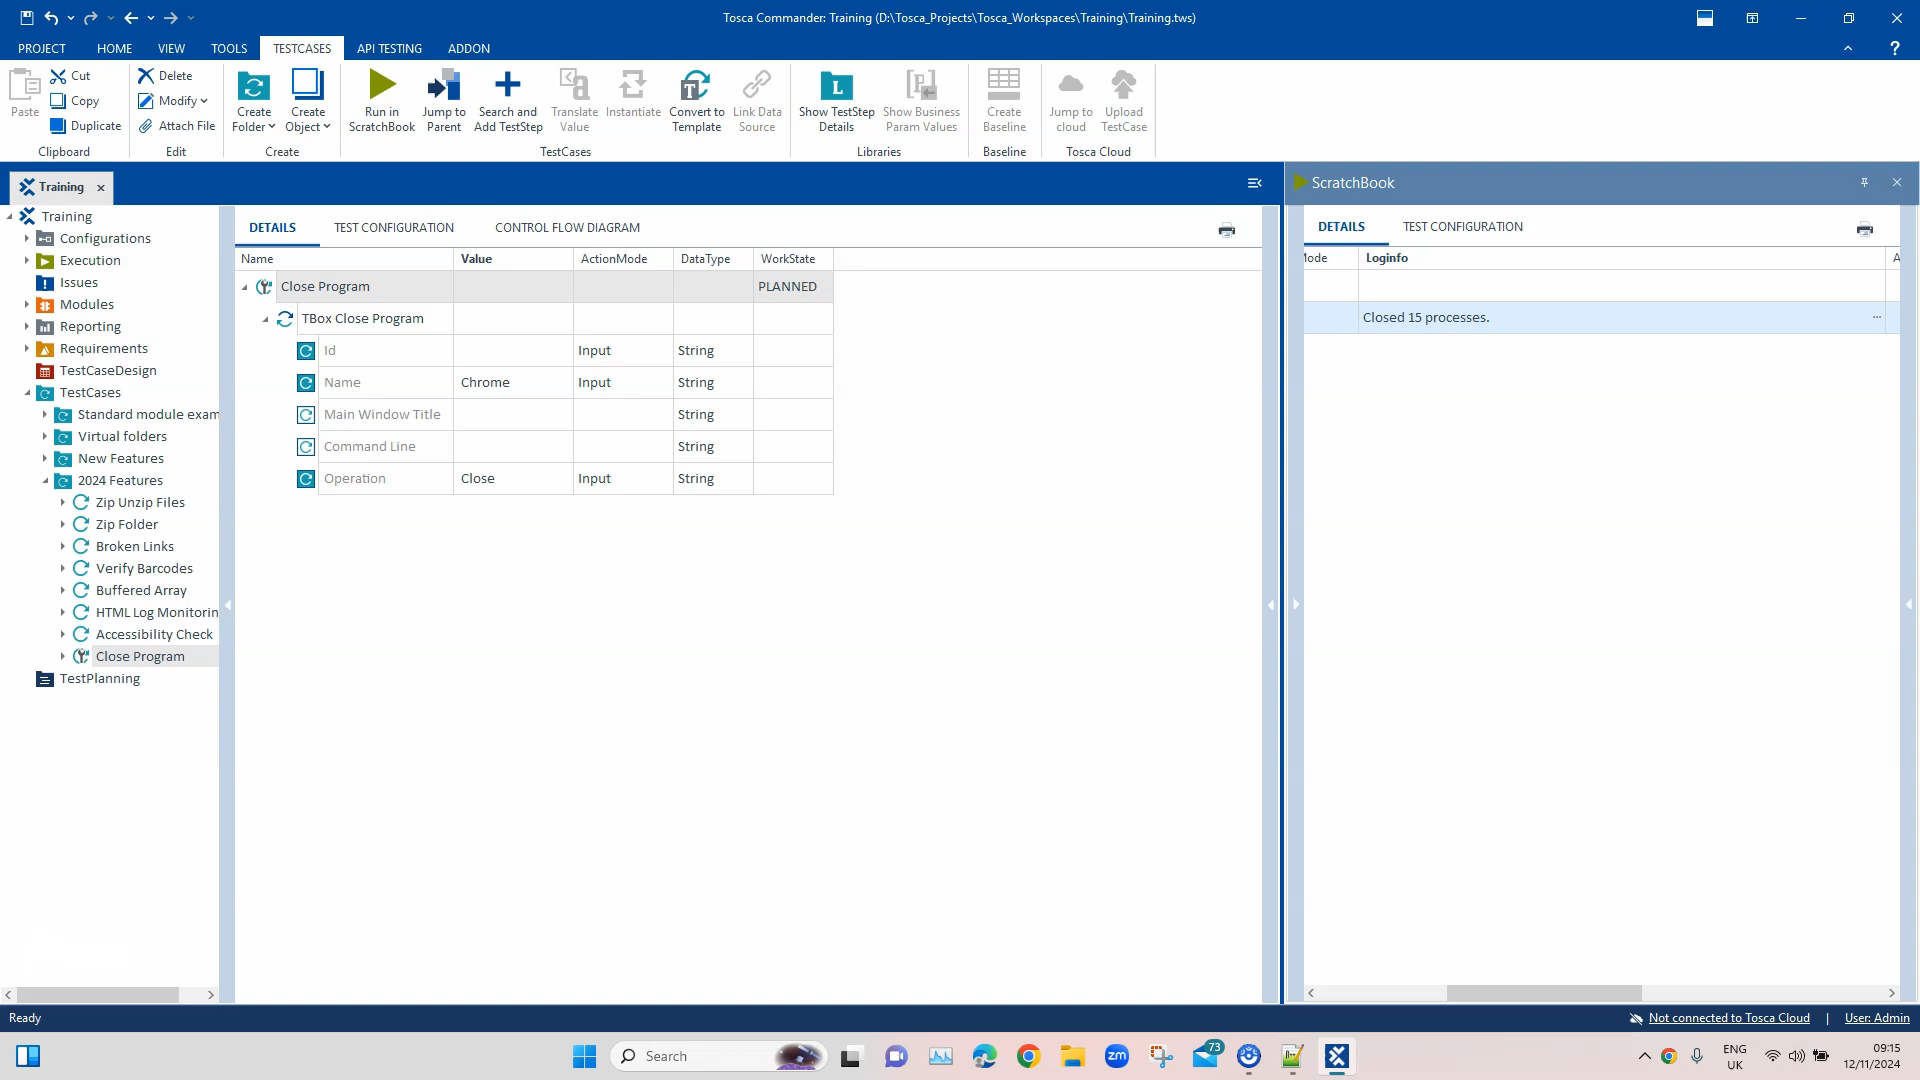 Tosca Commander: Training (D:\Tosca_Projects\Tosca_Workspaces\Training\Training.tws)
PROJECT HOME VIEW TOOLS TESTCASES API TESTING ADDON
?
Paste
Cut
Copy
Duplicate
Clipboard
Delete
Modify
Attach File
Edit
Create
Folder
Create
Object
Create
Run in
ScratchBook
Jump to
Parent
Search and
Add TestStep
Translate
Value
Instantiate
Convert to
Template
Link Data
Source
TestCases
Show TestStep
Details
Show Business
Param Values
Libraries
Create
Baseline
Baseline
Jump to
cloud
Upload
TestCase
Tosca Cloud
Training
Training
Configurations
Execution
Issues
Modules
Reporting
Requirements
TestCaseDesign
TestCases
Standard module exam
Virtual folders
New Features
2024 Features
Zip Unzip Files
Zip Folder
Broken Links
Verify Barcodes
Buffered Array
HTML Log Monitorin
Accessibility Check
Close Program
TestPlanning
DETAILS TEST CONFIGURATION CONTROL FLOW DIAGRAM
Name Value ActionMode DataType WorkState
Close Program PLANNED
TBox Close Program
Id Input String
Name Chrome Input String
Main Window Title String
Command Line String
Operation Close Input String
ScratchBook
DETAILS TEST CONFIGURATION
Mode Loginfo A
Closed 15 processes. ...
Ready
Not connected to Tosca Cloud | User: Admin
Search
zm
73
ENG
UK
09:15
12/11/2024